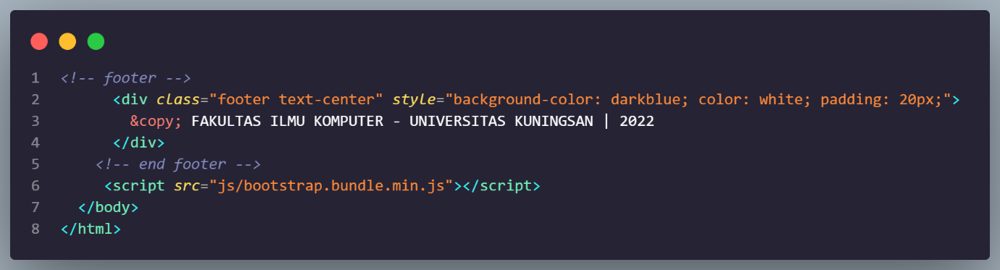 1 <!-- footer -->
2 <div class="footer text-center" style="background-color: darkblue; color: white; padding: 20px;">
3 &copy; FAKULTAS ILMU KOMPUTER - UNIVERSITAS KUNINGSAN | 2022
4 </div>
5 <!-- end footer -->
6 <script src="js/bootstrap.bundle.min.js"></script>
7 </body>
8 </html>